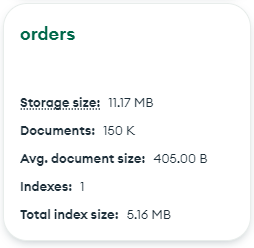 orders
Storage size: 11.17 MB
Documents: 150 K
Avg. document size: 405.00 B
Indexes: 1
Total index size: 5.16 MB